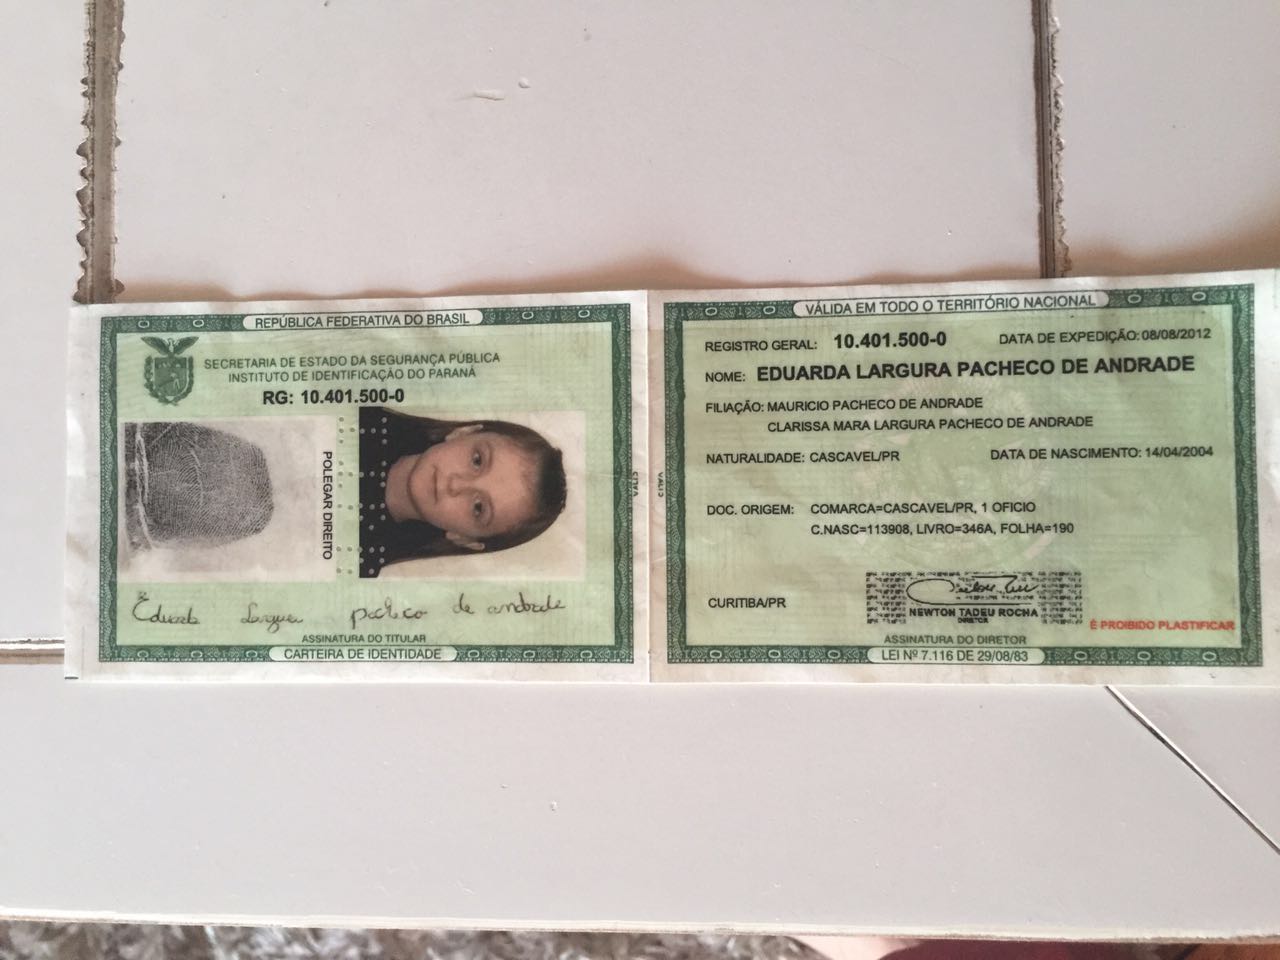 REPÚBLICA FEDERATIVA DO BRASIL
SECRETARIA DE ESTADO DA SEGURANÇA PÚBLICA
INSTITUTO DE IDENTIFICAÇÃO DO PARANÁ
RG: 10.401.500-0
POLEGAR DIREITO
Eduarda Largura pacheco de andrade
ASSINATURA DO TITULAR
CARTEIRA DE IDENTIDADE
VÁLIDA EM TODO O TERRITÓRIO NACIONAL
REGISTRO GERAL: 10.401.500-0 DATA DE EXPEDIÇÃO: 08/08/2012
NOME: EDUARDA LARGURA PACHECO DE ANDRADE
FILIAÇÃO: MAURICIO PACHECO DE ANDRADE
CLARISSA MARA LARGURA PACHECO DE ANDRADE
NATURALIDADE: CASCAVEL/PR DATA DE NASCIMENTO: 14/04/2004
DOC. ORIGEM: COMARCA=CASCAVEL/PR, 1 OFICIO
C.NASC=113908, LIVRO=346A, FOLHA=190
CURITIBA/PR
NEWTON TADEU ROCHA
DIRETOR
É PROIBIDO PLASTIFICAR
ASSINATURA DO DIRETOR
LEI Nº 7.116 DE 29/08/83